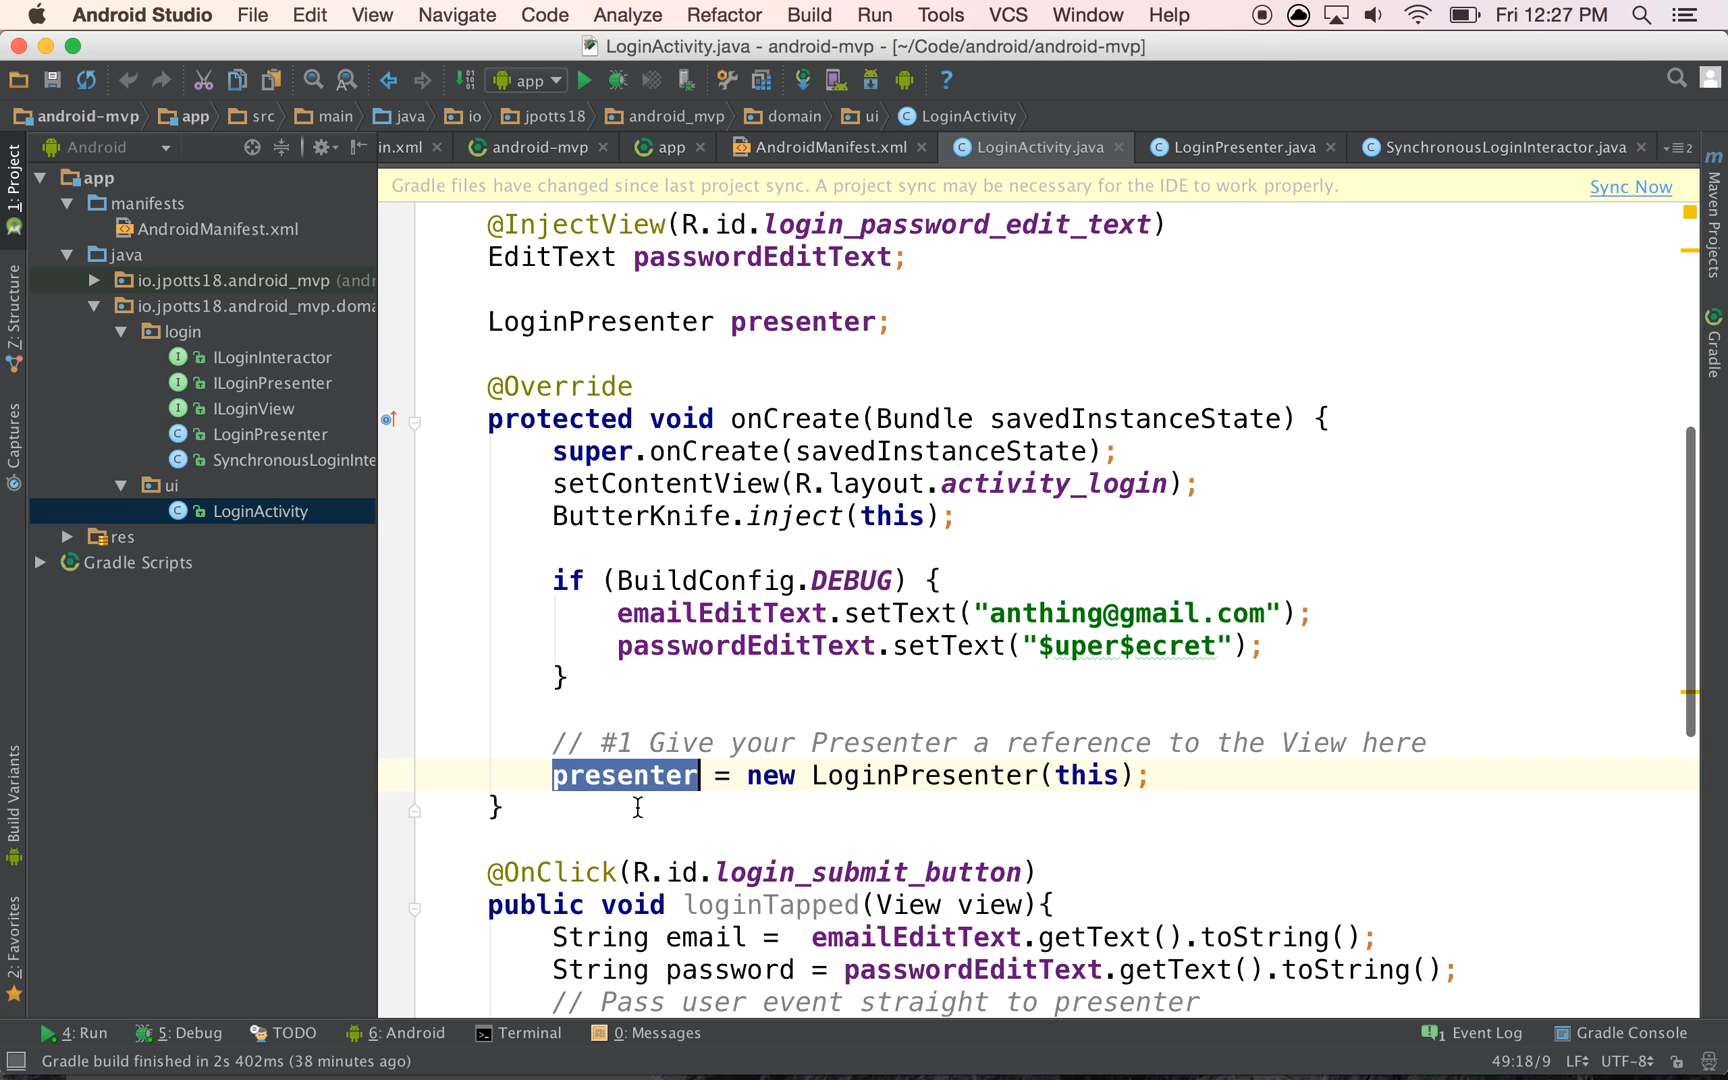 Android Studio File Edit View Navigate Code Analyze Refactor Build Run Tools VCS Window Help Fri 12:27 PM
LoginActivity.java - android-mvp - [~/Code/android/android-mvp]
app
android-mvp app src main java io jpotts18 android_mvp domain ui LoginActivity
Android
in.xml android-mvp app AndroidManifest.xml LoginActivity.java LoginPresenter.java SynchronousLoginInteractor.java 2
Gradle files have changed since last project sync. A project sync may be necessary for the IDE to work properly. Sync Now
1: Project
Z: Structure
Captures
Build Variants
2: Favorites
app
manifests
AndroidManifest.xml
java
io.jpotts18.android_mvp (andr
io.jpotts18.android_mvp.doma
login
ILoginInteractor
ILoginPresenter
ILoginView
LoginPresenter
SynchronousLoginInte
ui
LoginActivity
res
Gradle Scripts
@InjectView(R.id.login_password_edit_text)
EditText passwordEditText;
LoginPresenter presenter;
@Override
protected void onCreate(Bundle savedInstanceState) {
super.onCreate(savedInstanceState);
setContentView(R.layout.activity_login);
ButterKnife.inject(this);
if (BuildConfig.DEBUG) {
emailEditText.setText("anthing@gmail.com");
passwordEditText.setText("$uper$ecret");
}
// #1 Give your Presenter a reference to the View here
presenter = new LoginPresenter(this);
}
@OnClick(R.id.login_submit_button)
public void loginTapped(View view){
String email =  emailEditText.getText().toString();
String password = passwordEditText.getText().toString();
// Pass user event straight to presenter
Maven Projects
Gradle
4: Run 5: Debug TODO 6: Android Terminal 0: Messages 1 Event Log Gradle Console
Gradle build finished in 2s 402ms (38 minutes ago) 49:18/9 LF UTF-8